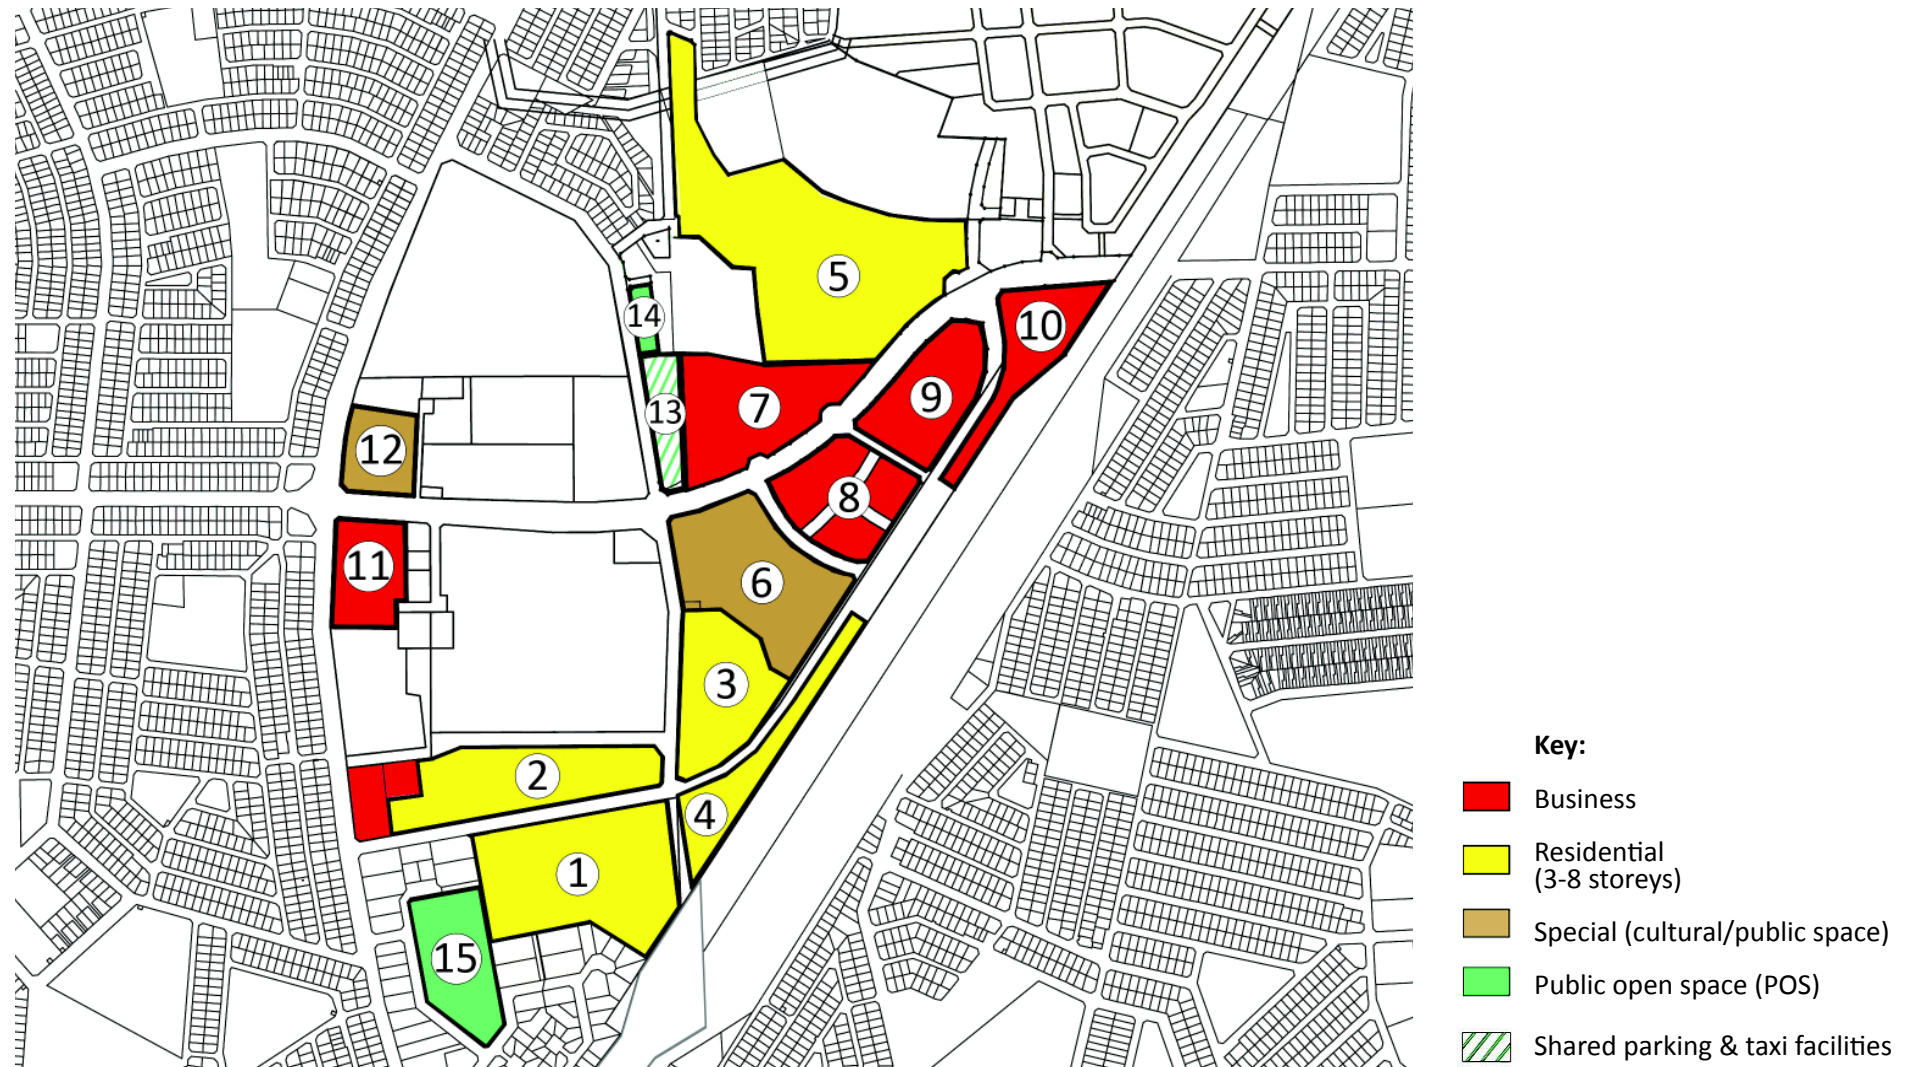 5
14
10
13
7
9
12
8
11
6
3
2
4
1
15
Key:
Business
Residential
(3-8 storeys)
Special (cultural/public space)
Public open space (POS)
Shared parking & taxi facilities